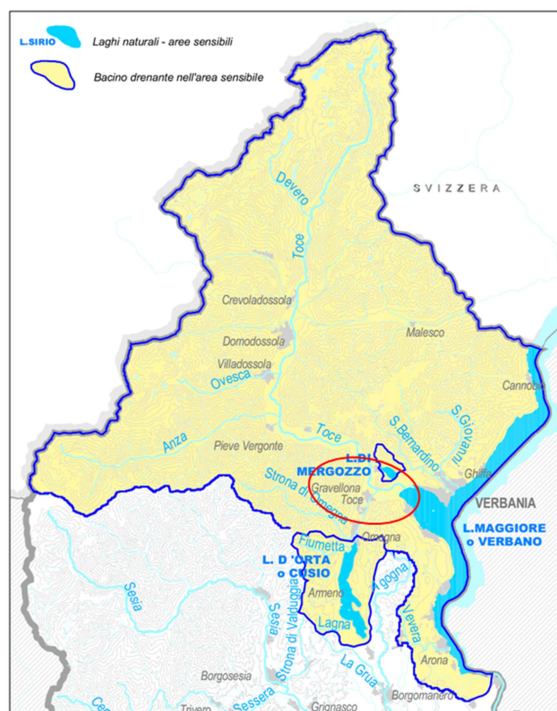 L.SIRIO
Laghi naturali - aree sensibili
Bacino drenante nell'area sensibile
SVIZZERA
Devero
Toce
Crevoladossola
Domodossola
Malesco
Villadossola
Ovesca
Cannobio
S.Giovanni
S.Bernardino
Toce
Anza
Pieve Vergonte
L.DI
MERGOZZO
Ghiffa
Strona di Omegna
Gravellona
Toce
VERBANIA
L.MAGGIORE
o VERBANO
Omegna
Fiumetta
L. D'ORTA
o CUSIO
Agogna
Armeno
Sesia
Sesia
Strona di Valduggia
Lagna
Vevera
Arona
La Grua
Borgosesia
Borgomanero
Sessera
Grignasco
Trivero